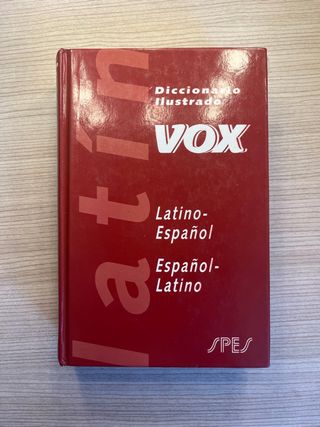 latín
Diccionario
Ilustrado
VOX
Latino-
Español
Español-
Latino
SPES